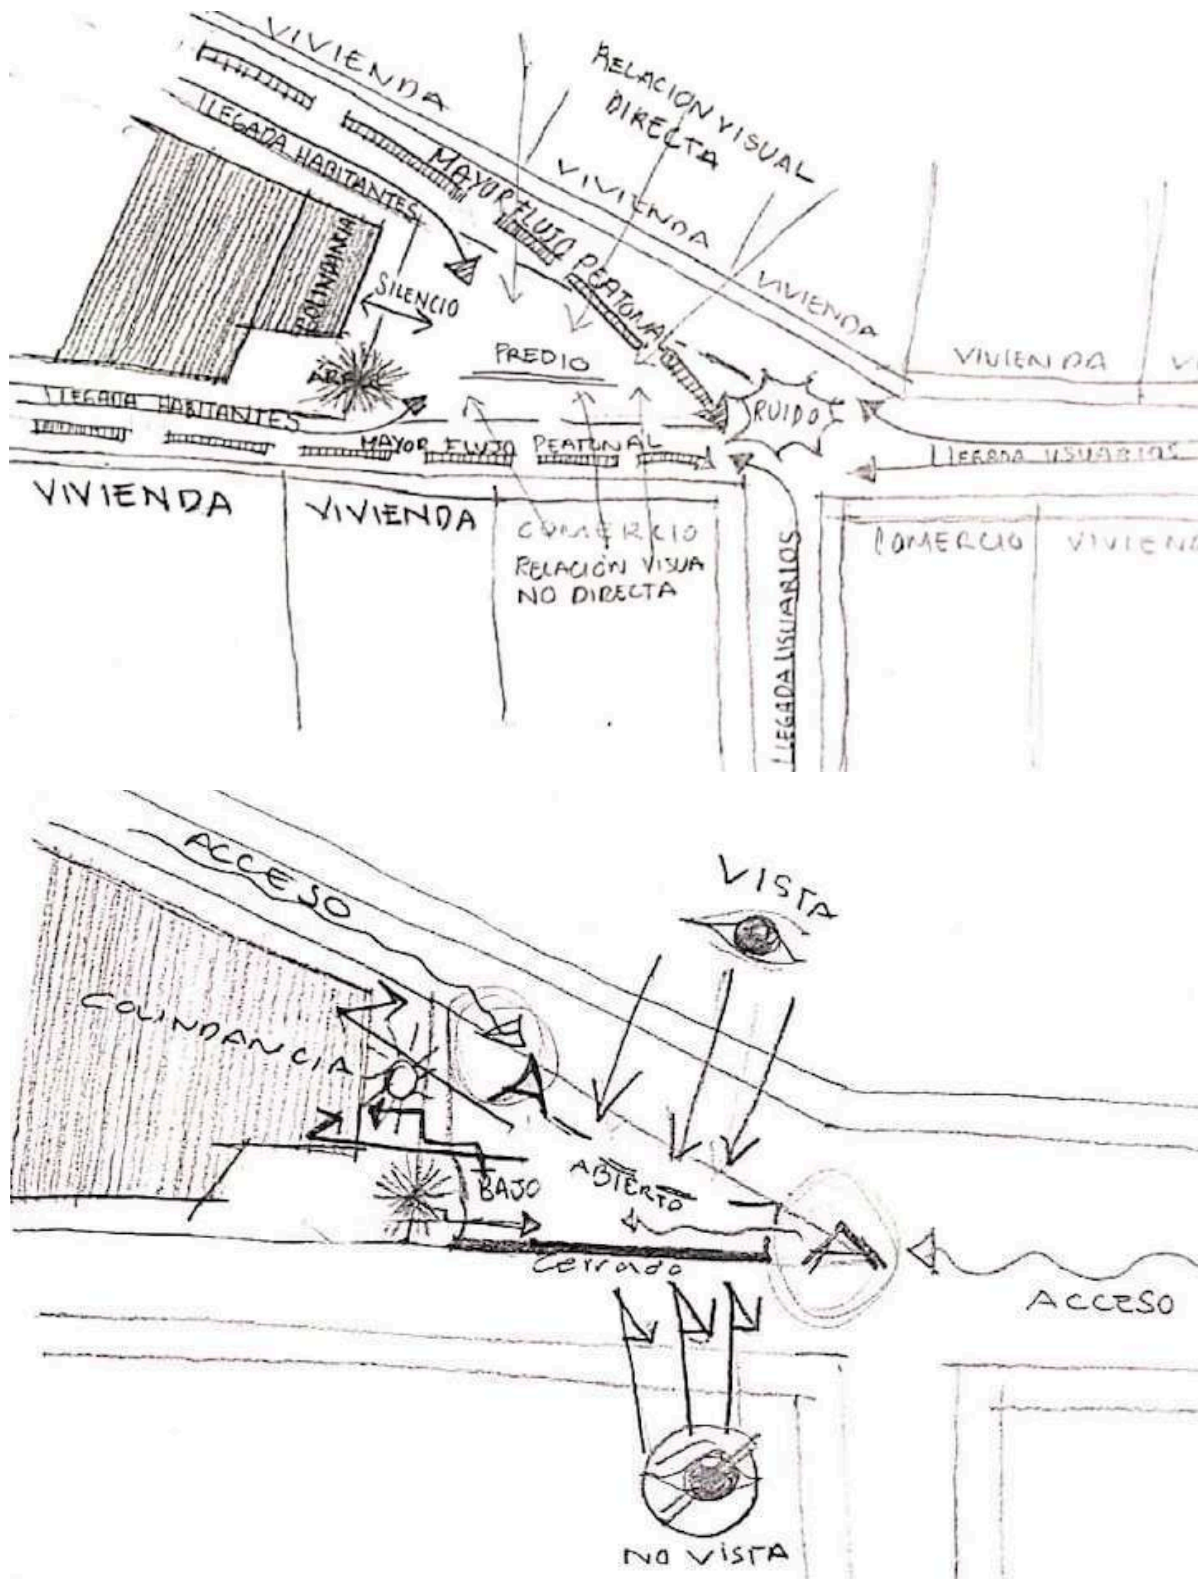 VIVIENDA
RELACIÓN VISUAL
DIRECTA
LLEGADA HABITANTES
MAYOR FLUJO PEATONAL
VIVIENDA
COLINDANCIA
SILENCIO
VIVIENDA
PREDIO
VIVIENDA
RUIDO
LLEGADA HABITANTES
MAYOR FLUJO PEATONAL
LLEGADA USUARIOS
VIVIENDA
VIVIENDA
COMERCIO
RELACIÓN VISUA
NO DIRECTA
COMERCIO
VIVIEND
LLEGADA USUARIOS
ACCESO
VISTA
COLINDANCIA
A
BAJO
ABIERTO
Cerrado
A
ACCESO
NO VISTA